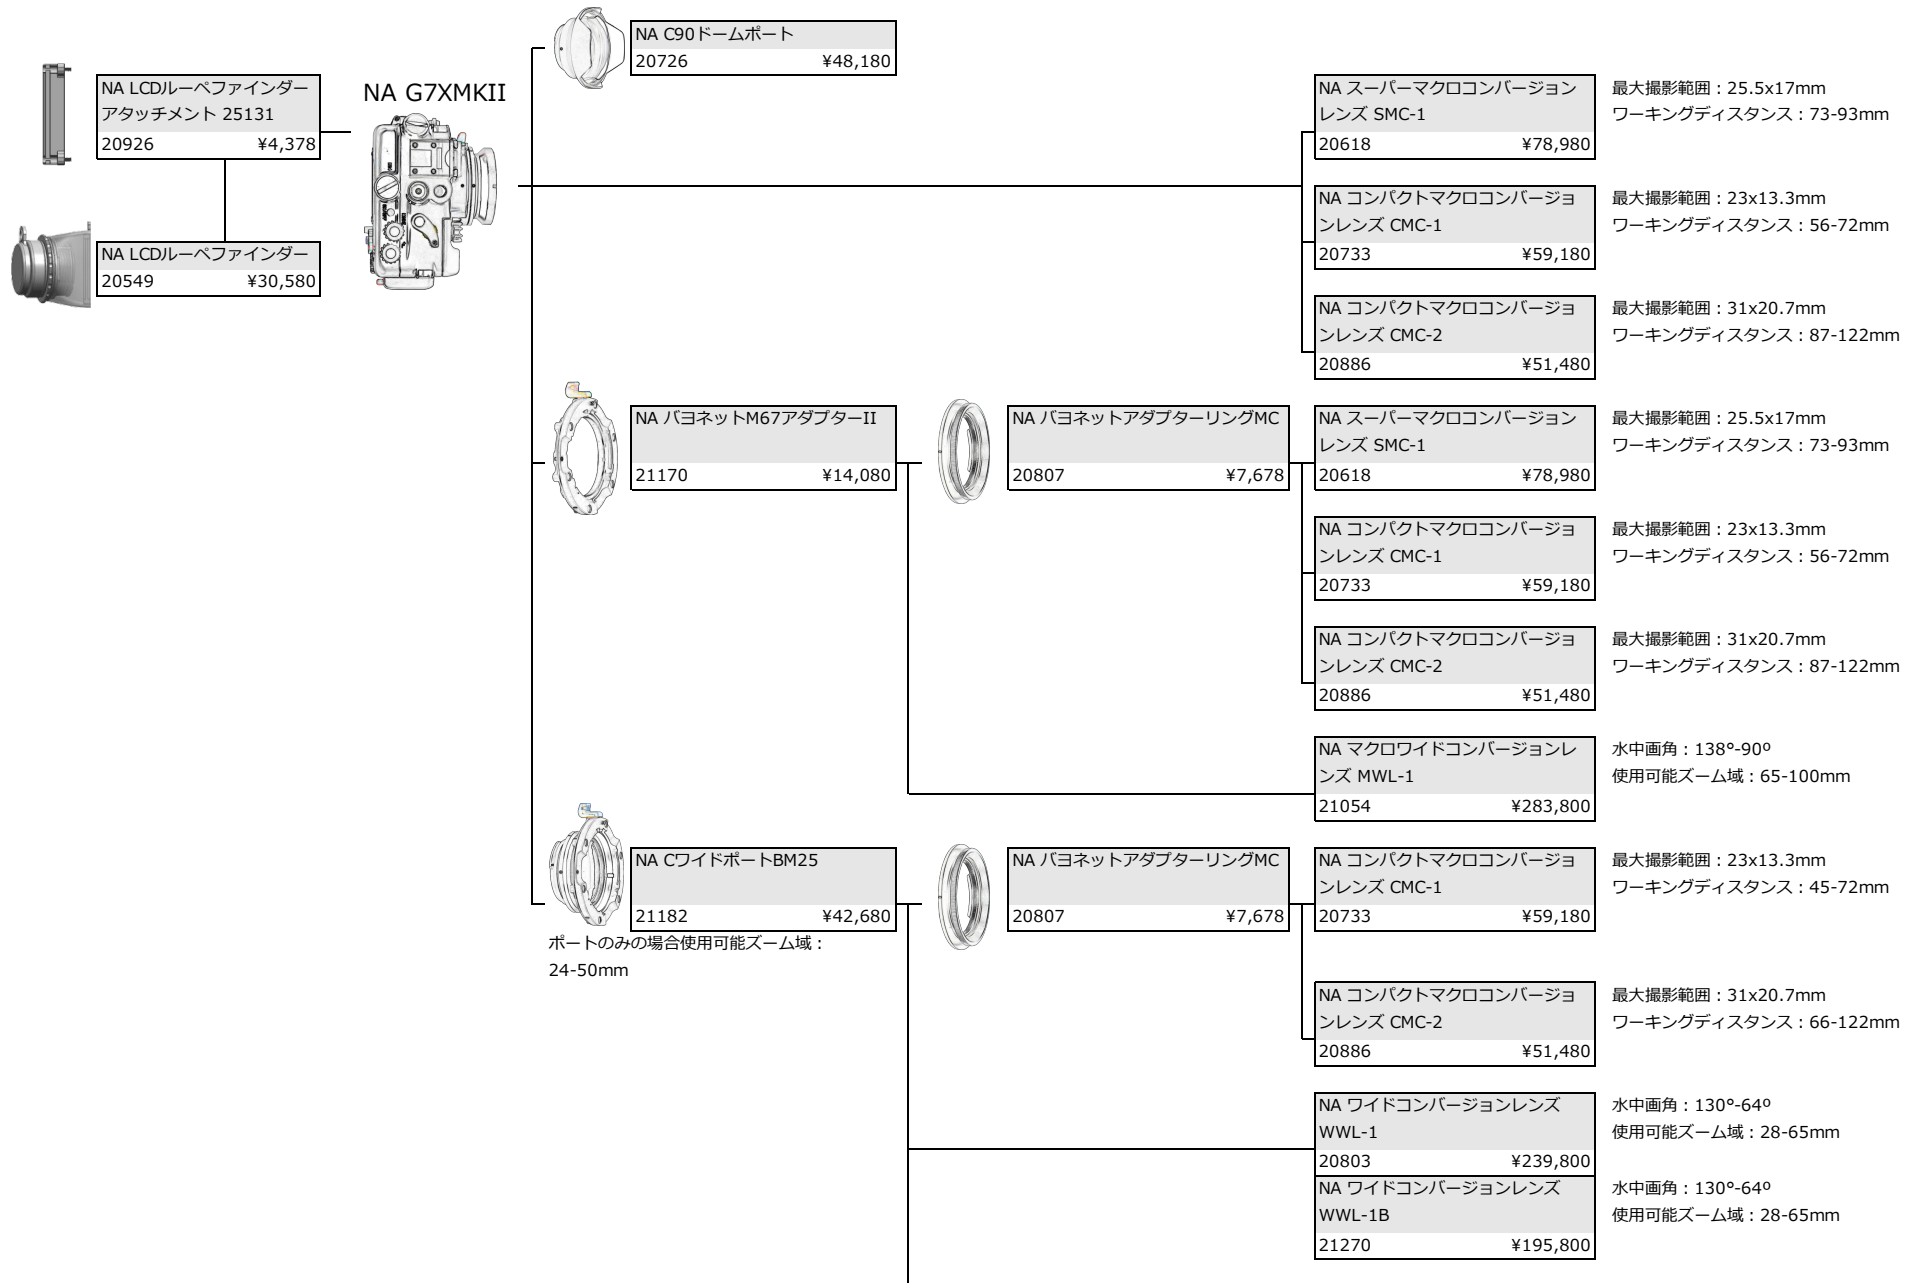 NA C90ドームポート
20726 ¥48,180
NA LCDルーペファインダー
アタッチメント 25131
20926 ¥4,378
NA LCDルーペファインダー
20549 ¥30,580
NA G7XMKII
NA スーパーマクロコンバージョン
レンズ SMC-1
20618 ¥78,980
最大撮影範囲：25.5x17mm
ワーキングディスタンス：73-93mm
NA コンパクトマクロコンバージョ
ンレンズ CMC-1
20733 ¥59,180
最大撮影範囲：23x13.3mm
ワーキングディスタンス：56-72mm
NA コンパクトマクロコンバージョ
ンレンズ CMC-2
20886 ¥51,480
最大撮影範囲：31x20.7mm
ワーキングディスタンス：87-122mm
NA バヨネットM67アダプターII
21170 ¥14,080
NA バヨネットアダプターリングMC
20807 ¥7,678
NA スーパーマクロコンバージョン
レンズ SMC-1
20618 ¥78,980
最大撮影範囲：25.5x17mm
ワーキングディスタンス：73-93mm
NA コンパクトマクロコンバージョ
ンレンズ CMC-1
20733 ¥59,180
最大撮影範囲：23x13.3mm
ワーキングディスタンス：56-72mm
NA コンパクトマクロコンバージョ
ンレンズ CMC-2
20886 ¥51,480
最大撮影範囲：31x20.7mm
ワーキングディスタンス：87-122mm
NA マクロワイドコンバージョンレ
ンズ MWL-1
21054 ¥283,800
水中画角：138°-90º
使用可能ズーム域：65-100mm
NA CワイドポートBM25
21182 ¥42,680
ポートのみの場合使用可能ズーム域：
24-50mm
NA バヨネットアダプターリングMC
20807 ¥7,678
NA コンパクトマクロコンバージョ
ンレンズ CMC-1
20733 ¥59,180
最大撮影範囲：23x13.3mm
ワーキングディスタンス：45-72mm
NA コンパクトマクロコンバージョ
ンレンズ CMC-2
20886 ¥51,480
最大撮影範囲：31x20.7mm
ワーキングディスタンス：66-122mm
NA ワイドコンバージョンレンズ
WWL-1
20803 ¥239,800
水中画角：130°-64º
使用可能ズーム域：28-65mm
NA ワイドコンバージョンレンズ
WWL-1B
21270 ¥195,800
水中画角：130°-64º
使用可能ズーム域：28-65mm